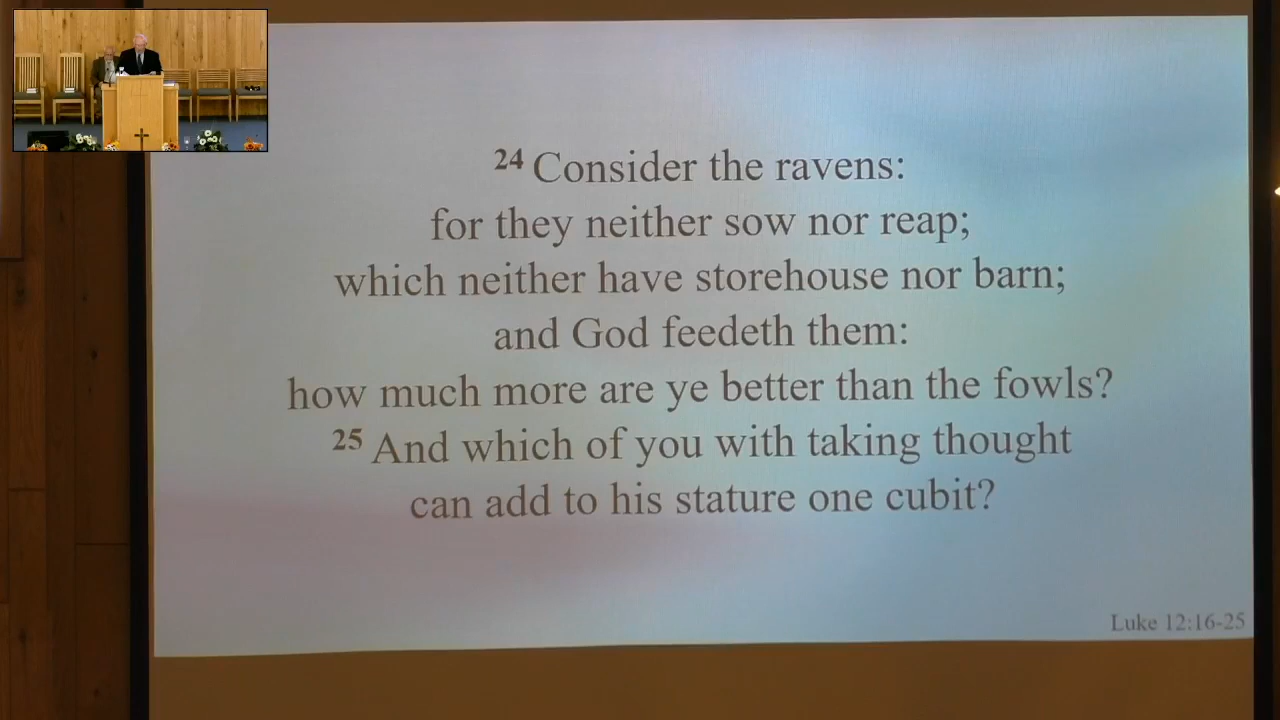 24 Consider the ravens:
for they neither sow nor reap;
which neither have storehouse nor barn;
and God feedeth them:
how much more are ye better than the fowls?
25 And which of you with taking thought
can add to his stature one cubit?
Luke 12:16-25